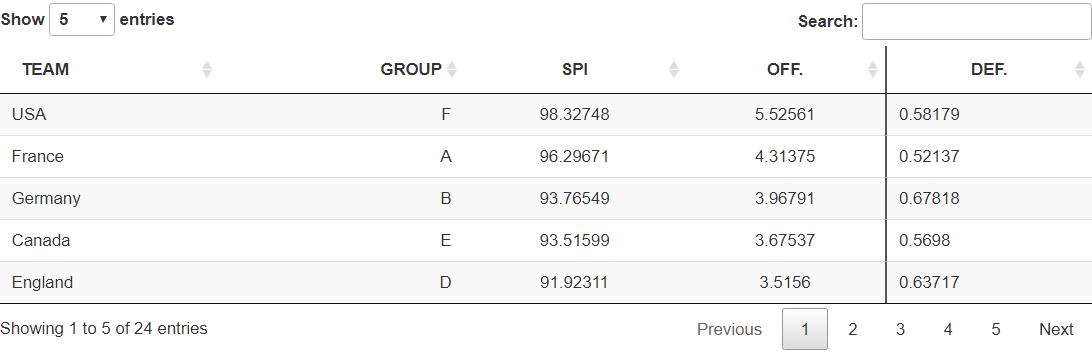 Show 5 entries Search:
TEAM GROUP SPI OFF. DEF.
USA F 98.32748 5.52561 0.58179
France A 96.29671 4.31375 0.52137
Germany B 93.76549 3.96791 0.67818
Canada E 93.51599 3.67537 0.5698
England D 91.92311 3.5156 0.63717
Showing 1 to 5 of 24 entries Previous 1 2 3 4 5 Next